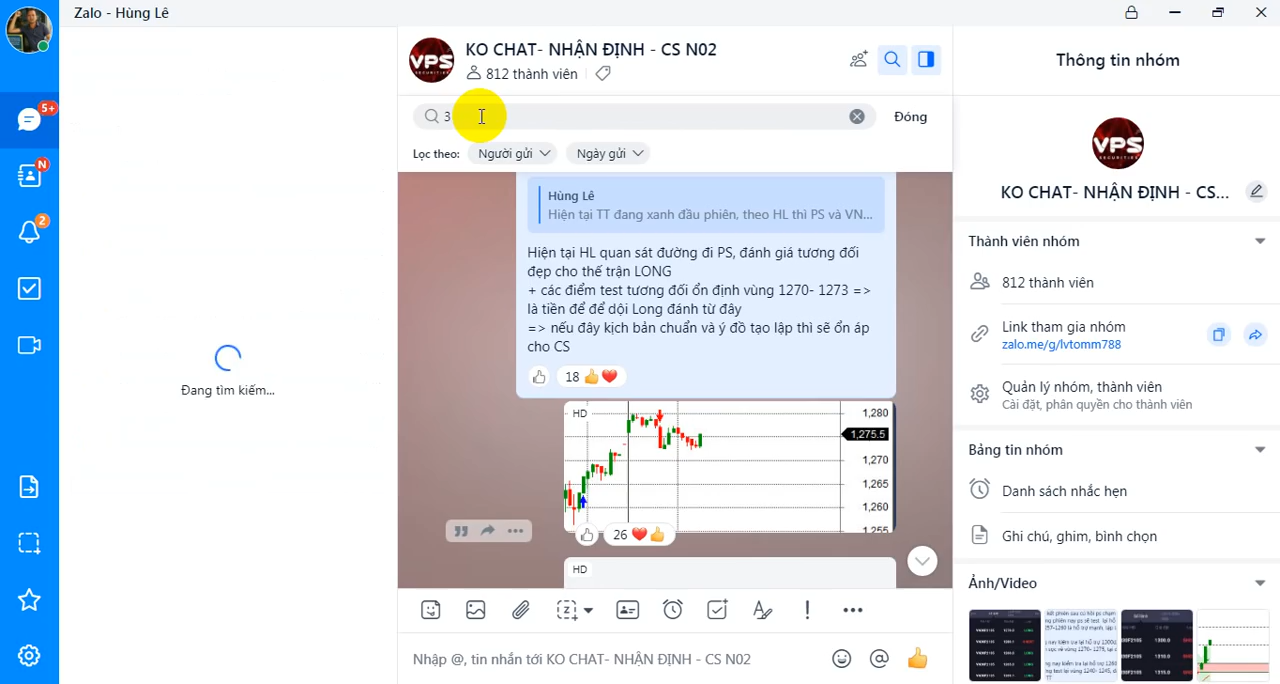 Zalo - Hùng Lê
5+
N
2
Đang tìm kiếm...
VPS
SECURITIES
KO CHAT- NHẬN ĐỊNH - CS N02
812 thành viên
3
Đóng
Lọc theo:
Người gửi
Ngày gửi
Hùng Lê
Hiện tại TT đang xanh đầu phiên, theo HL thì PS và VN...
Hiện tại HL quan sát đường đi PS, đánh giá tương đối
đẹp cho thế trận LONG
+ các điểm test tương đối ổn định vùng 1270- 1273 =>
là tiền để để dội Long đánh từ đây
=> nếu đây kịch bản chuẩn và ý đồ tạo lập thì sẽ ổn áp
cho CS
18
HD
1,280
1,275.5
1,270
1,265
1,260
1,255
26
HD
Nhập @, tin nhắn tới KO CHAT- NHẬN ĐỊNH - CS N02
Thông tin nhóm
VPS
SECURITIES
KO CHAT- NHẬN ĐỊNH - CS...
Thành viên nhóm
812 thành viên
Link tham gia nhóm
zalo.me/g/lvtomm788
Quản lý nhóm, thành viên
Cài đặt, phân quyền cho thành viên
Bảng tin nhóm
Danh sách nhắc hẹn
Ghi chú, ghim, bình chọn
Ảnh/Video